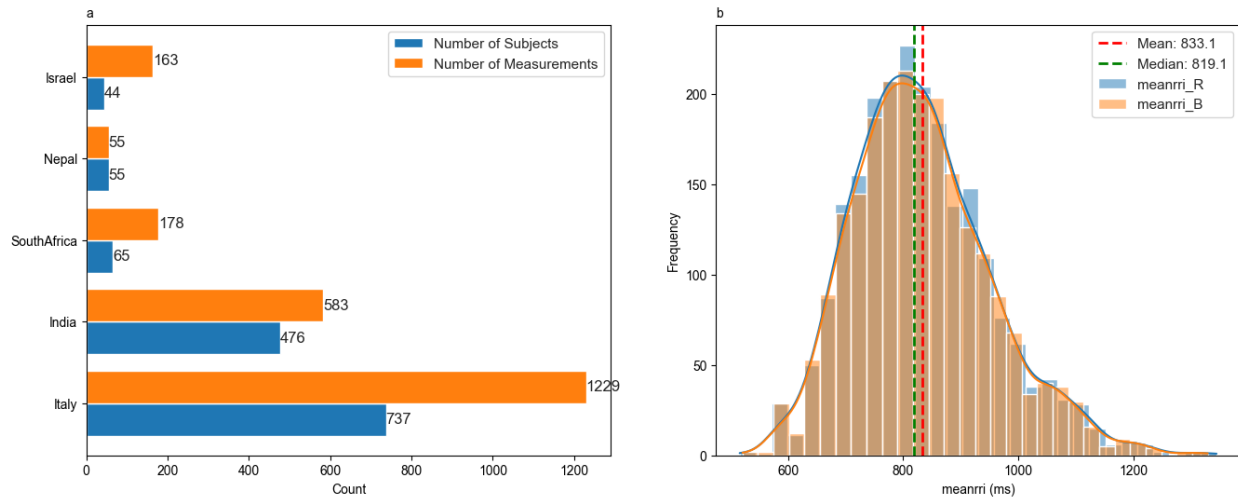 a
Number of Subjects
Number of Measurements
Israel
163
44
Nepal
55
55
SouthAfrica
178
65
India
583
476
Italy
1229
737
0 200 400 600 800 1000 1200
Count
b
Mean: 833.1
Median: 819.1
meanrri_R
meanrri_B
Frequency
200
150
100
50
0
600 800 1000 1200
meanrri (ms)